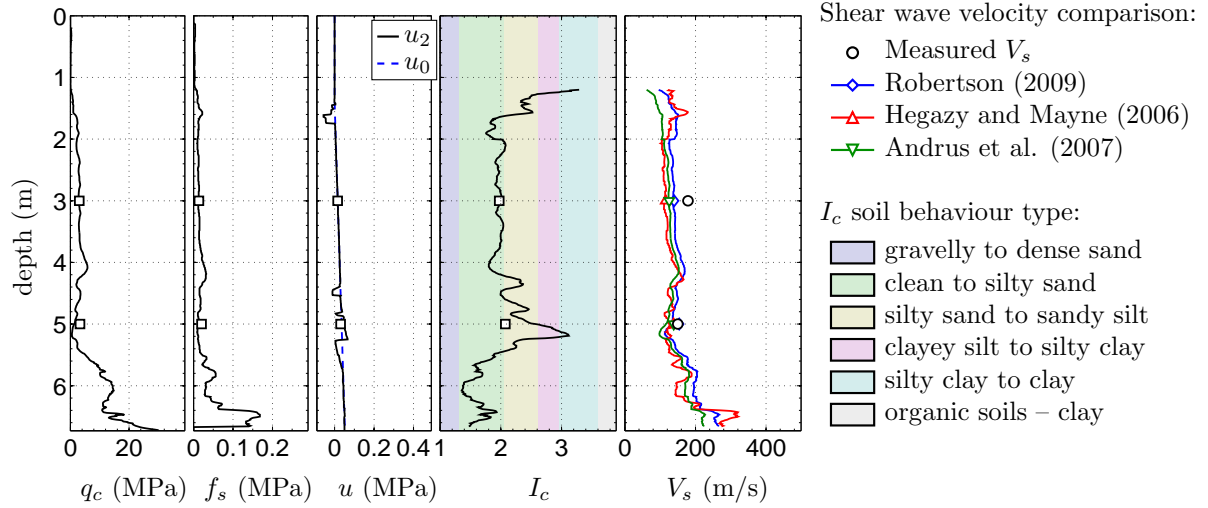 0
1
2
3
4
5
6
depth (m)
0 20
q_c (MPa)
0 0.1 0.2
f_s (MPa)
0 0.2 0.4
u (MPa)
u_2
u_0
1 2 3
I_c
0 200 400
V_s (m/s)
Shear wave velocity comparison:
Measured V_s
Robertson (2009)
Hegazy and Mayne (2006)
Andrus et al. (2007)
I_c soil behaviour type:
gravelly to dense sand
clean to silty sand
silty sand to sandy silt
clayey silt to silty clay
silty clay to clay
organic soils – clay